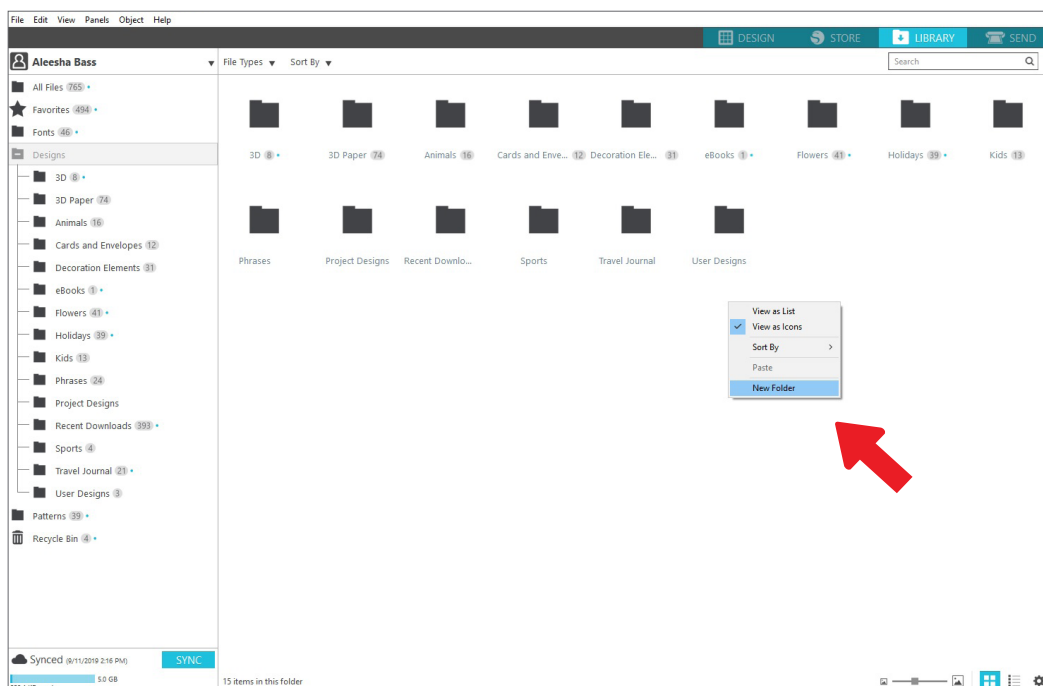 File Edit View Panels Object Help
DESIGN STORE LIBRARY SEND
Aleesha Bass File Types Sort By Search
All Files 765
Favorites 494
Fonts 46
Designs
3D 8
3D Paper 74
Animals 16
Cards and Envelopes 12
Decoration Elements 31
eBooks 1
Flowers 41
Holidays 39
Kids 13
Phrases 24
Project Designs
Recent Downloads 393
Sports 4
Travel Journal 21
User Designs 3
Patterns 39
Recycle Bin 4
Synced (9/11/2019 2:16 PM) SYNC
5.0 GB
3D 8 3D Paper 74 Animals 16 Cards and Enve... 12 Decoration Ele... 31 eBooks 1 Flowers 41 Holidays 39 Kids 13
Phrases Project Designs Recent Downlo... Sports Travel Journal User Designs
View as List
View as Icons
Sort By
Paste
New Folder
15 items in this folder